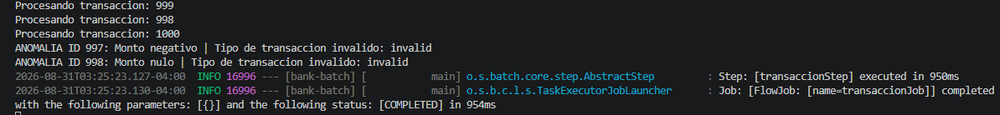 Procesando transaccion: 999
Procesando transaccion: 998
Procesando transaccion: 1000
ANOMALIA ID 997: Monto negativo | Tipo de transaccion invalido: invalid
ANOMALIA ID 998: Monto nulo | Tipo de transaccion invalido: invalid
2026-08-31T03:25:23.127-04:00  INFO 16996 --- [bank-batch] [           main] o.s.batch.core.step.AbstractStep         : Step: [transaccionStep] executed in 950ms
2026-08-31T03:25:23.130-04:00  INFO 16996 --- [bank-batch] [           main] o.s.b.c.l.s.TaskExecutorJobLauncher      : Job: [FlowJob: [name=transaccionJob]] completed
with the following parameters: [{}] and the following status: [COMPLETED] in 954ms